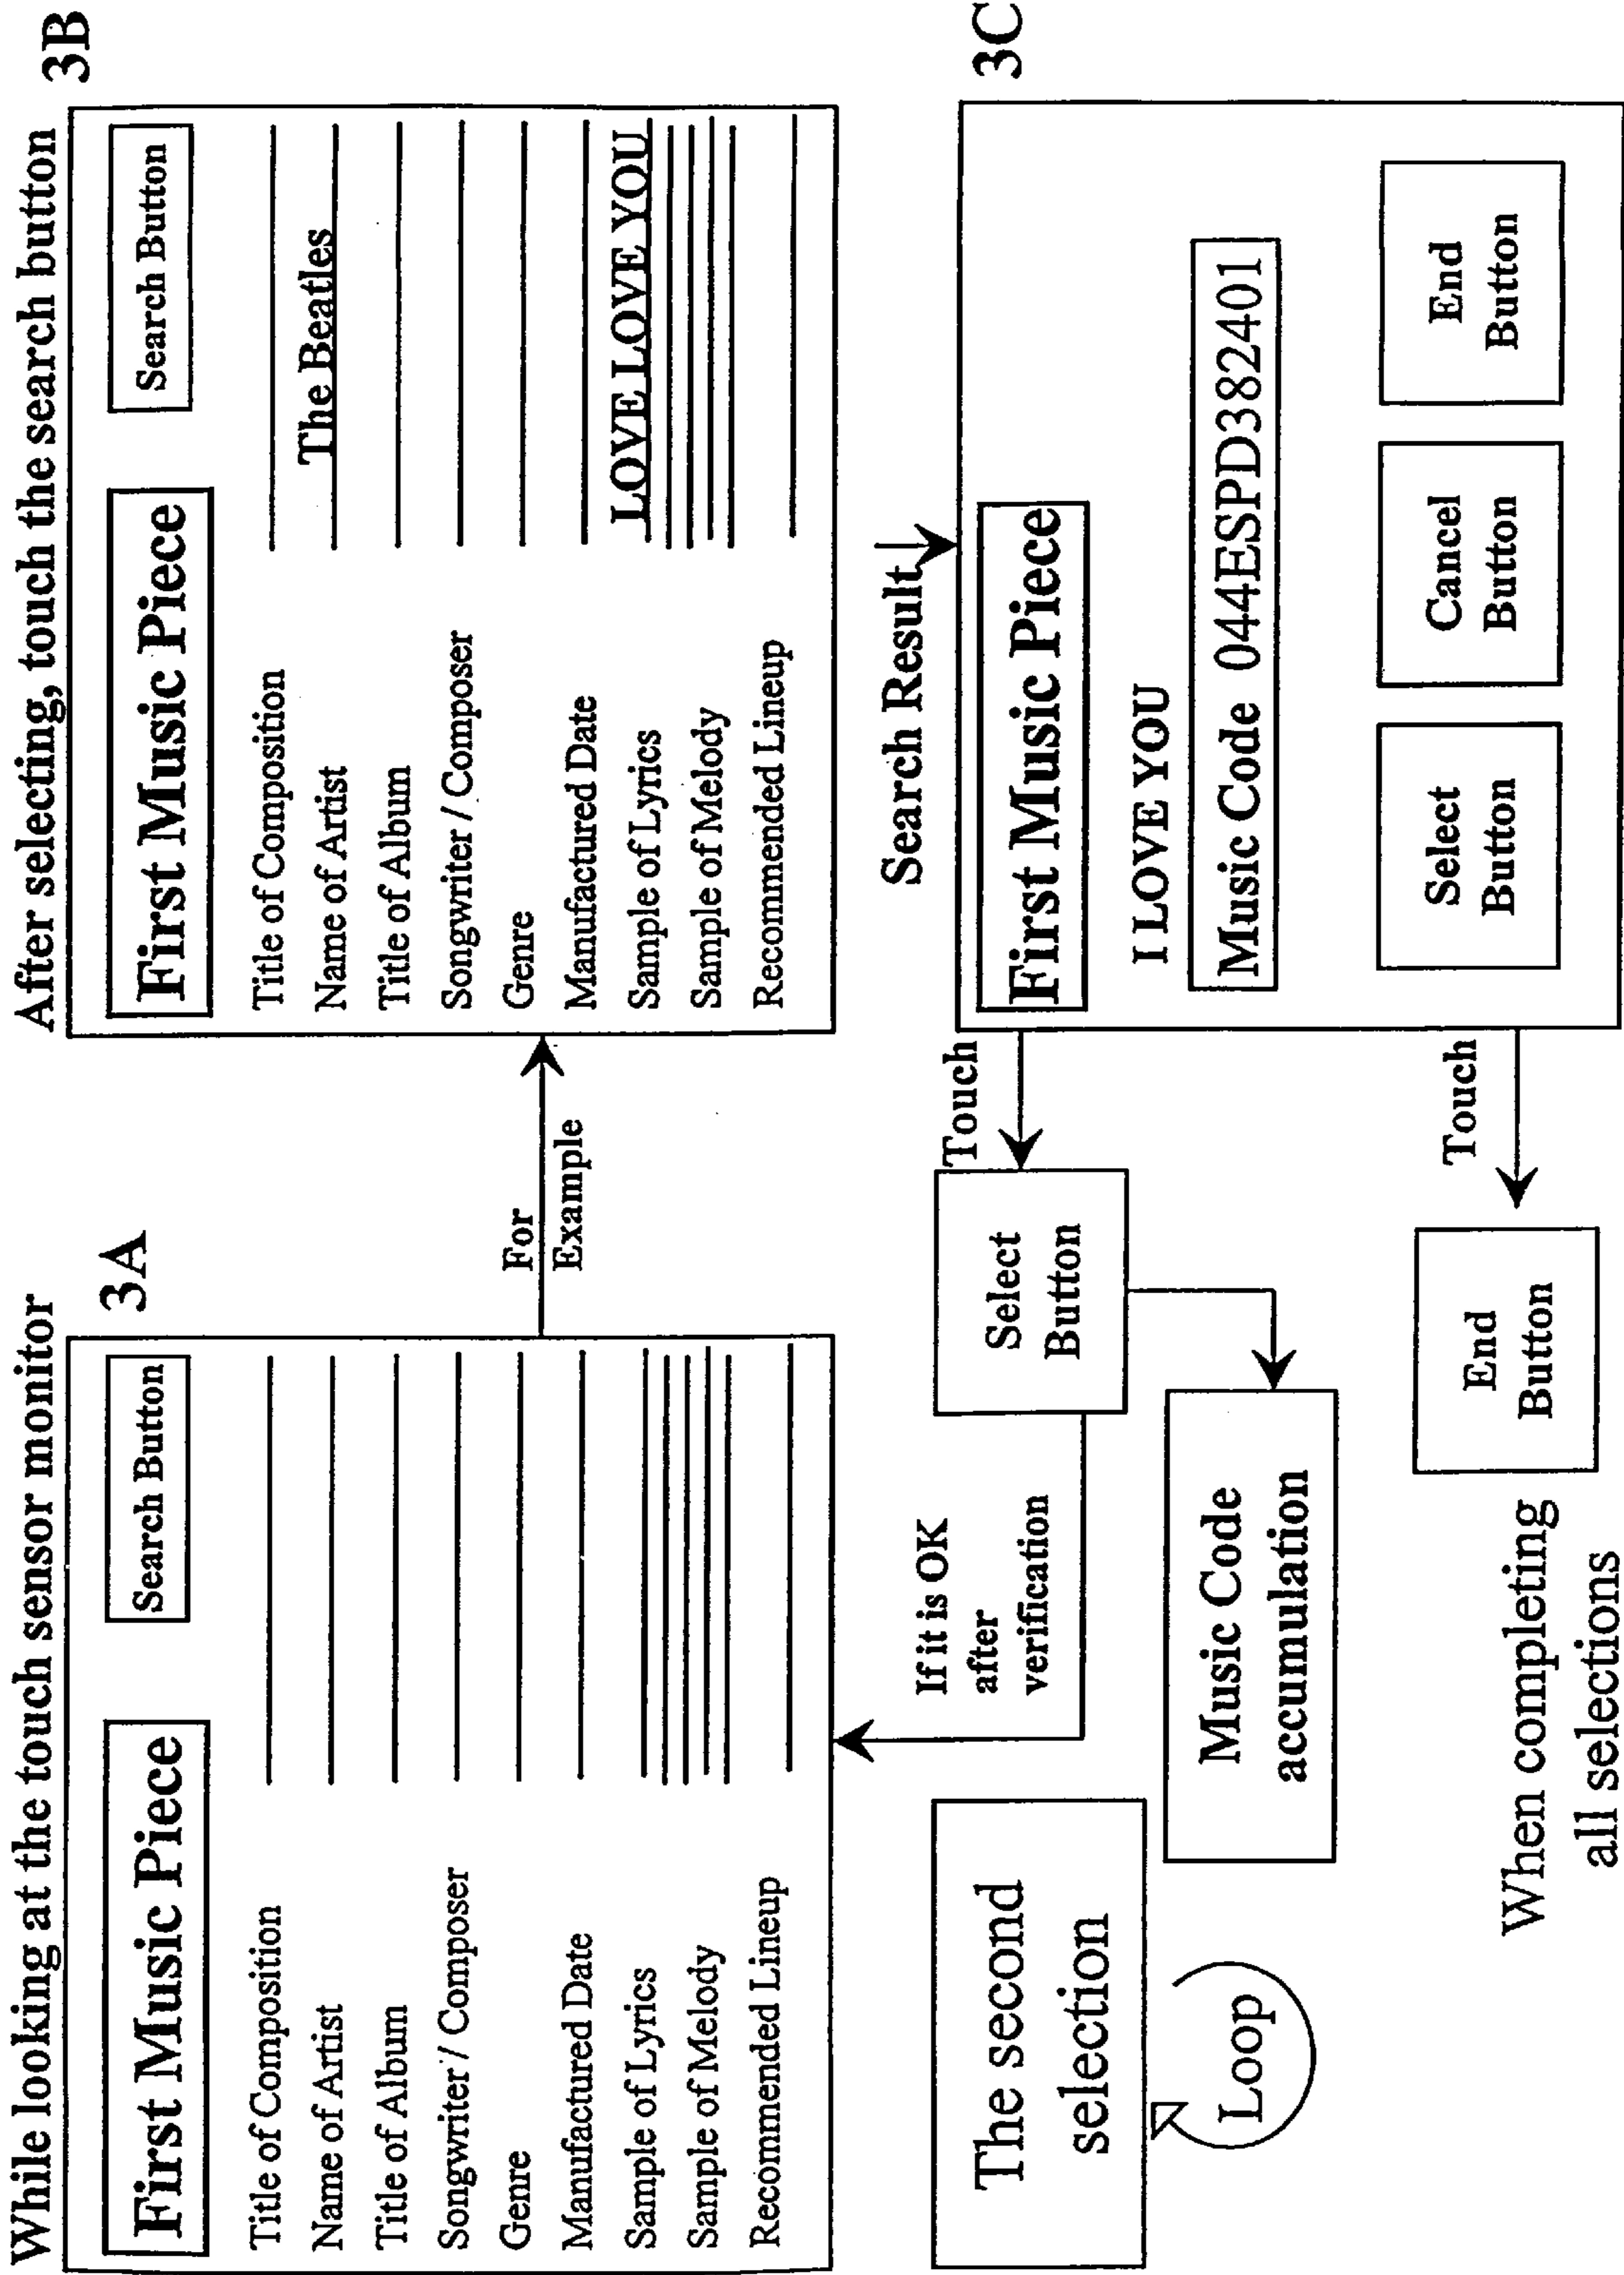 While looking at the touch sensor monitor
3A
First Music Piece
Search Button
Title of Composition
Name of Artist
Title of Album
Songwriter / Composer
Genre
Manufactured Date
Sample of Lyrics
Sample of Melody
Recommended Lineup
For
Example
After selecting, touch the search button
3B
First Music Piece
Search Button
Title of Composition
Name of Artist The Beatles
Title of Album
Songwriter / Composer
Genre
Manufactured Date
Sample of Lyrics LOVE LOVE YOU
Sample of Melody
Recommended Lineup
Search Result
3C
First Music Piece
I LOVE YOU
Music Code 044ESPD382401
Select
Button
Cancel
Button
End
Button
Touch
Select
Button
If it is OK
after
verification
Music Code
accumulation
The second
selection
Loop
Touch
End
Button
When completing
all selections